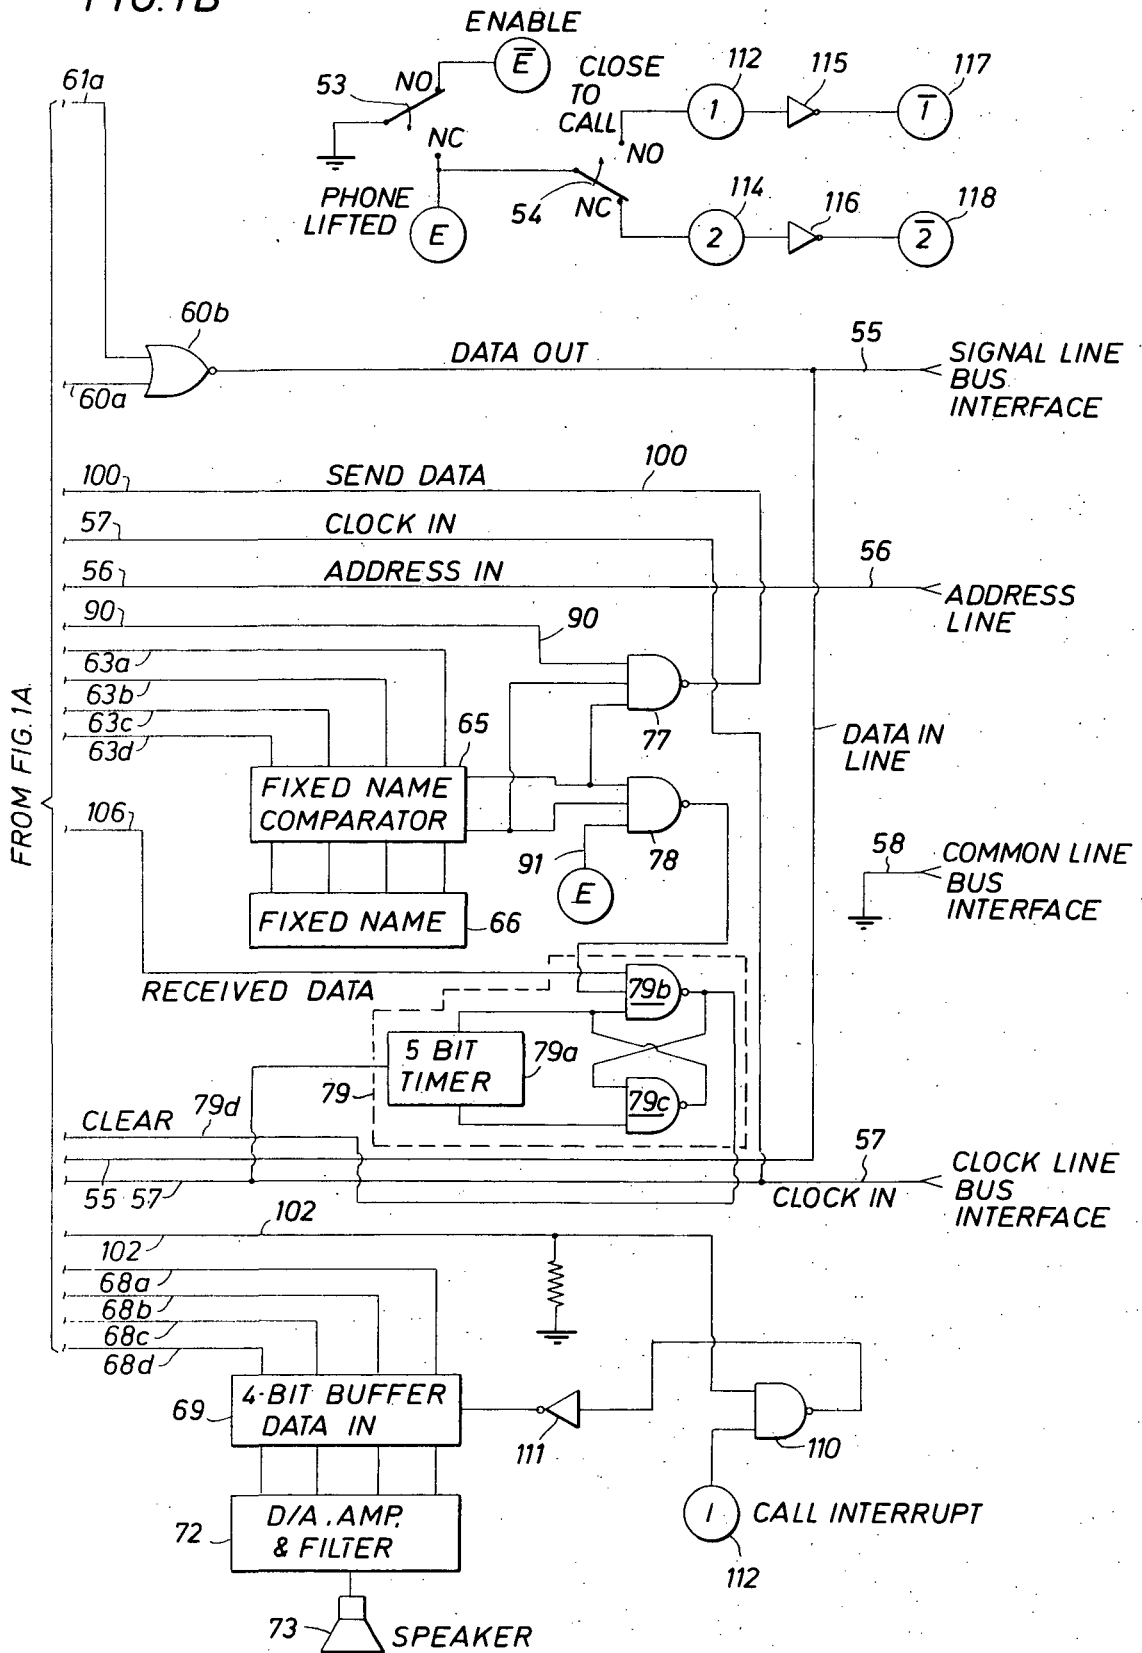 FIG. 1B
ENABLE
E
61a
53
NO
CLOSE
TO
CALL
112
115
117
1
1
NC
NO
PHONE
LIFTED
E
54
NC
114
116
118
2
2
60b
DATA OUT
55
SIGNAL LINE
BUS
INTERFACE
60a
100
SEND DATA
100
57
CLOCK IN
56
ADDRESS IN
56
ADDRESS
LINE
90
90
63a
63b
63c
63d
65
77
DATA IN
LINE
FROM FIG. 1A.
FIXED NAME
COMPARATOR
106
91
78
58
COMMON LINE
BUS
INTERFACE
E
FIXED NAME
66
RECEIVED DATA
79b
5 BIT
TIMER
79a
79
79c
CLEAR
79d
55
57
57
CLOCK IN
CLOCK LINE
BUS
INTERFACE
102
102
68a
68b
68c
68d
4-BIT BUFFER
DATA IN
69
111
110
D/A. AMP.
& FILTER
72
1
CALL INTERRUPT
112
73
SPEAKER